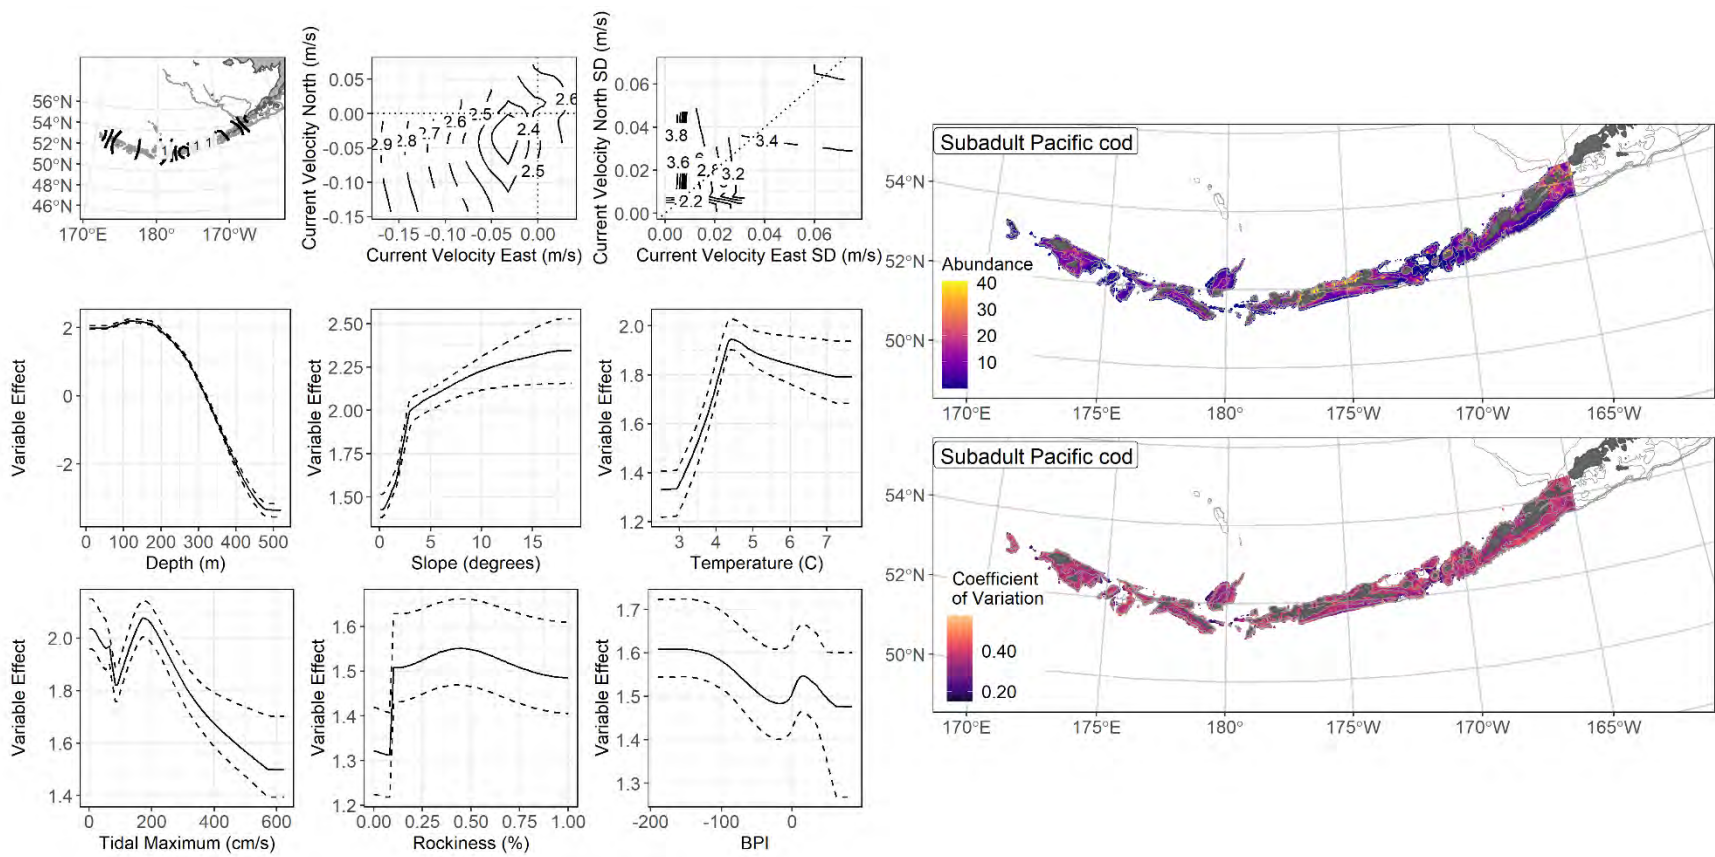 56°N
54°N
52°N
50°N
48°N
46°N
170°E 180° 170°W
Current Velocity North (m/s)
0.05
0.00
-0.05
-0.10
-0.15
2.9 2.8 2.7 2.6 2.5 2.4 2.6
2.5
-0.15 -0.10 -0.05 0.00
Current Velocity East (m/s)
Current Velocity North SD (m/s)
0.06
0.04
0.02
0.00
3.8
3.6
3.4
3.2
2.2
0.00 0.02 0.04 0.06
Current Velocity East SD (m/s)
Variable Effect
2
0
-2
0 100 200 300 400 500
Depth (m)
Variable Effect
2.50
2.25
2.00
1.75
1.50
0 5 10 15
Slope (degrees)
Variable Effect
2.0
1.8
1.6
1.4
1.2
3 4 5 6 7
Temperature (C)
Variable Effect
2.0
1.8
1.6
1.4
0 200 400 600
Tidal Maximum (cm/s)
Variable Effect
1.6
1.5
1.4
1.3
1.2
0.00 0.25 0.50 0.75 1.00
Rockiness (%)
Variable Effect
1.7
1.6
1.5
1.4
1.3
-200 -100 0
BPI
Subadult Pacific cod
54°N
52°N
50°N
Abundance
40
30
20
10
170°E 175°E 180° 175°W 170°W 165°W
Subadult Pacific cod
54°N
52°N
50°N
Coefficient
of Variation
0.40
0.20
170°E 175°E 180° 175°W 170°W 165°W